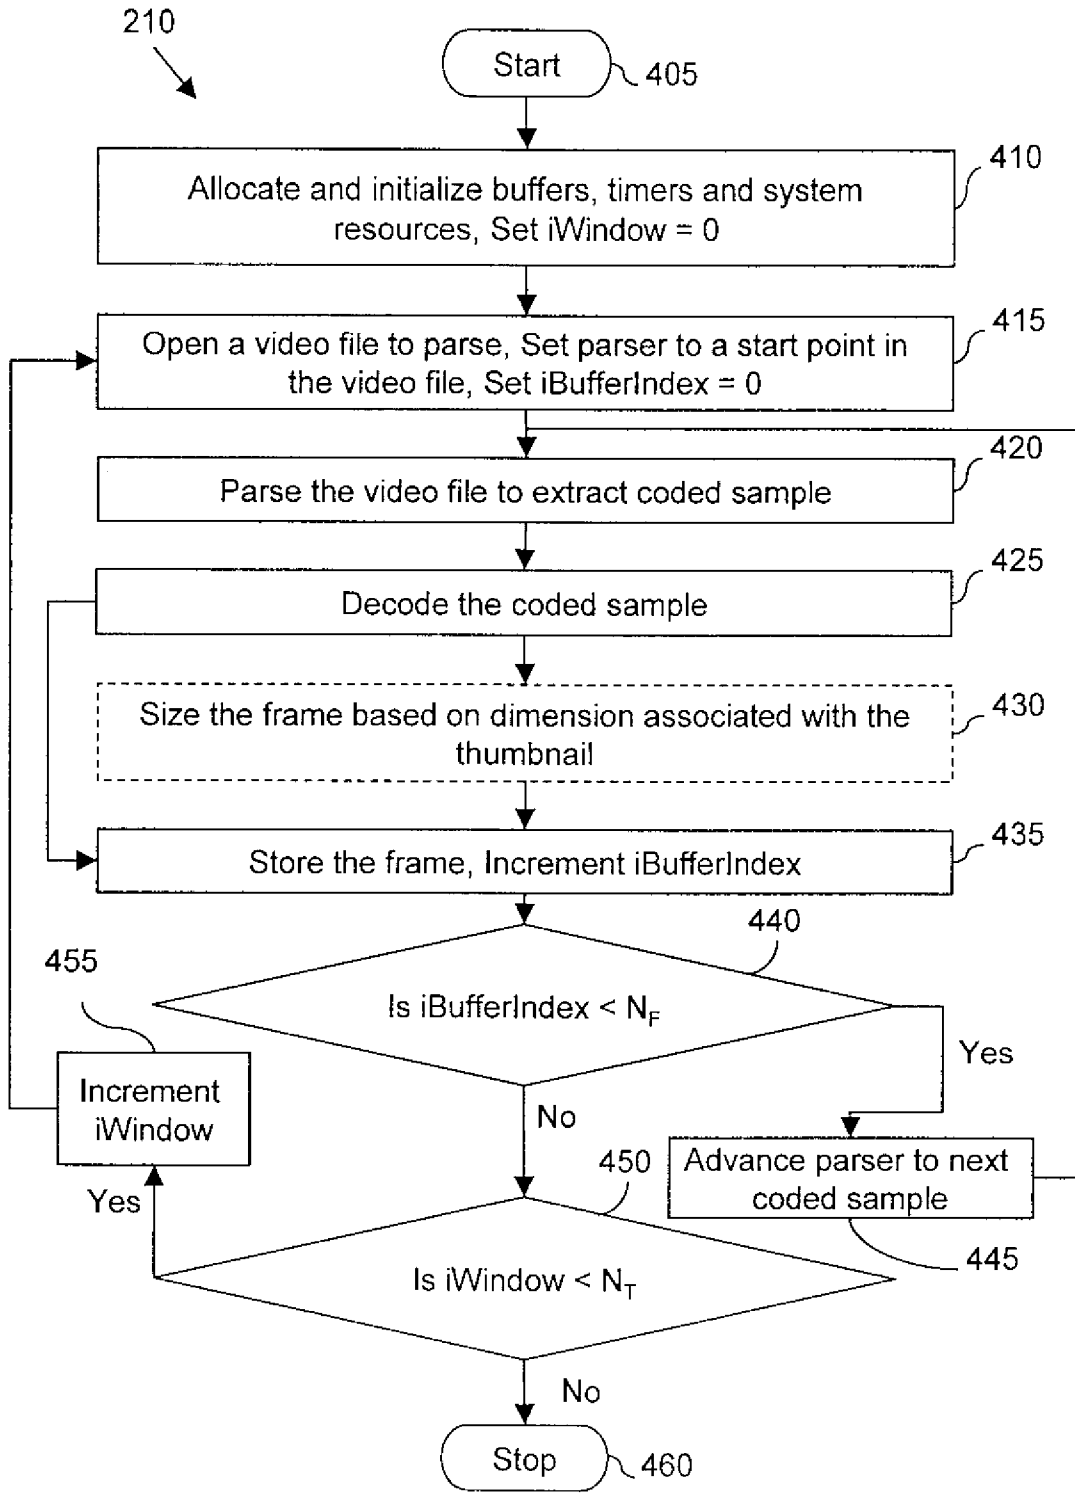 210
Start
405
410
Allocate and initialize buffers, timers and system
resources, Set iWindow = 0
415
Open a video file to parse, Set parser to a start point in
the video file, Set iBufferIndex = 0
420
Parse the video file to extract coded sample
425
Decode the coded sample
430
Size the frame based on dimension associated with the
thumbnail
435
Store the frame, Increment iBufferIndex
440
455
Is iBufferIndex < NF
Yes
Increment
iWindow
No
450
Advance parser to next
coded sample
Yes
445
Is iWindow < NT
No
Stop
460